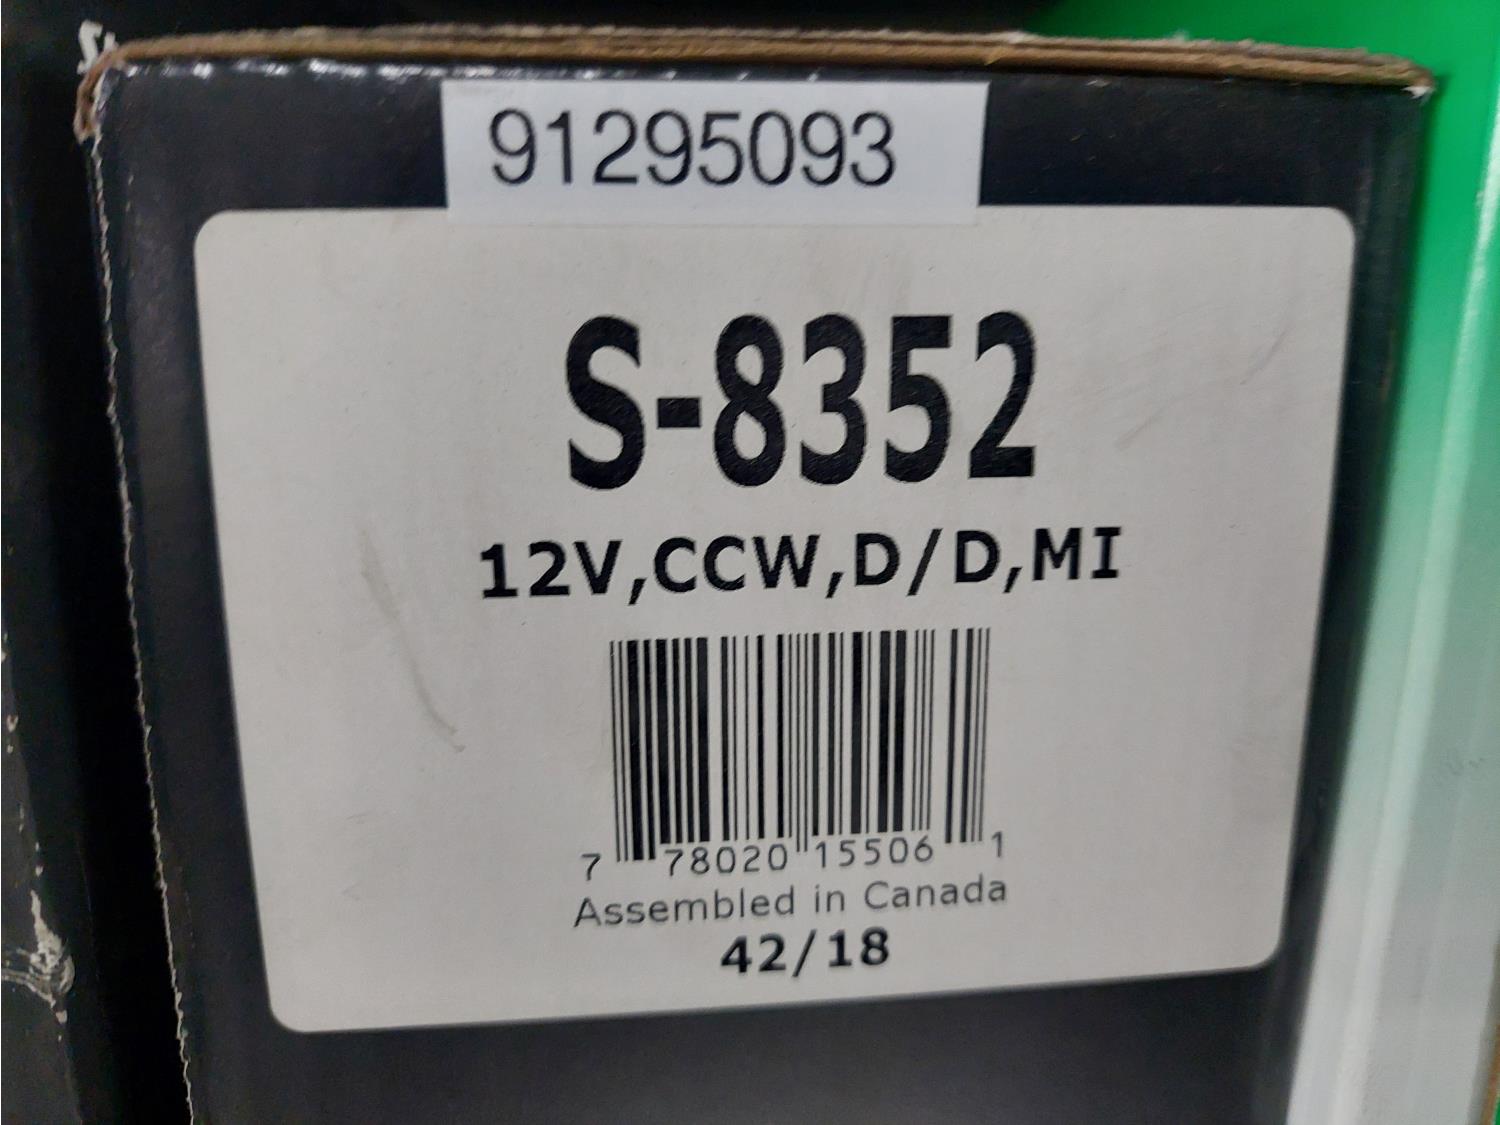 91295093
S-8352
12V,CCW,D/D,MI
7 78020 15506 1
Assembled in Canada
42/18